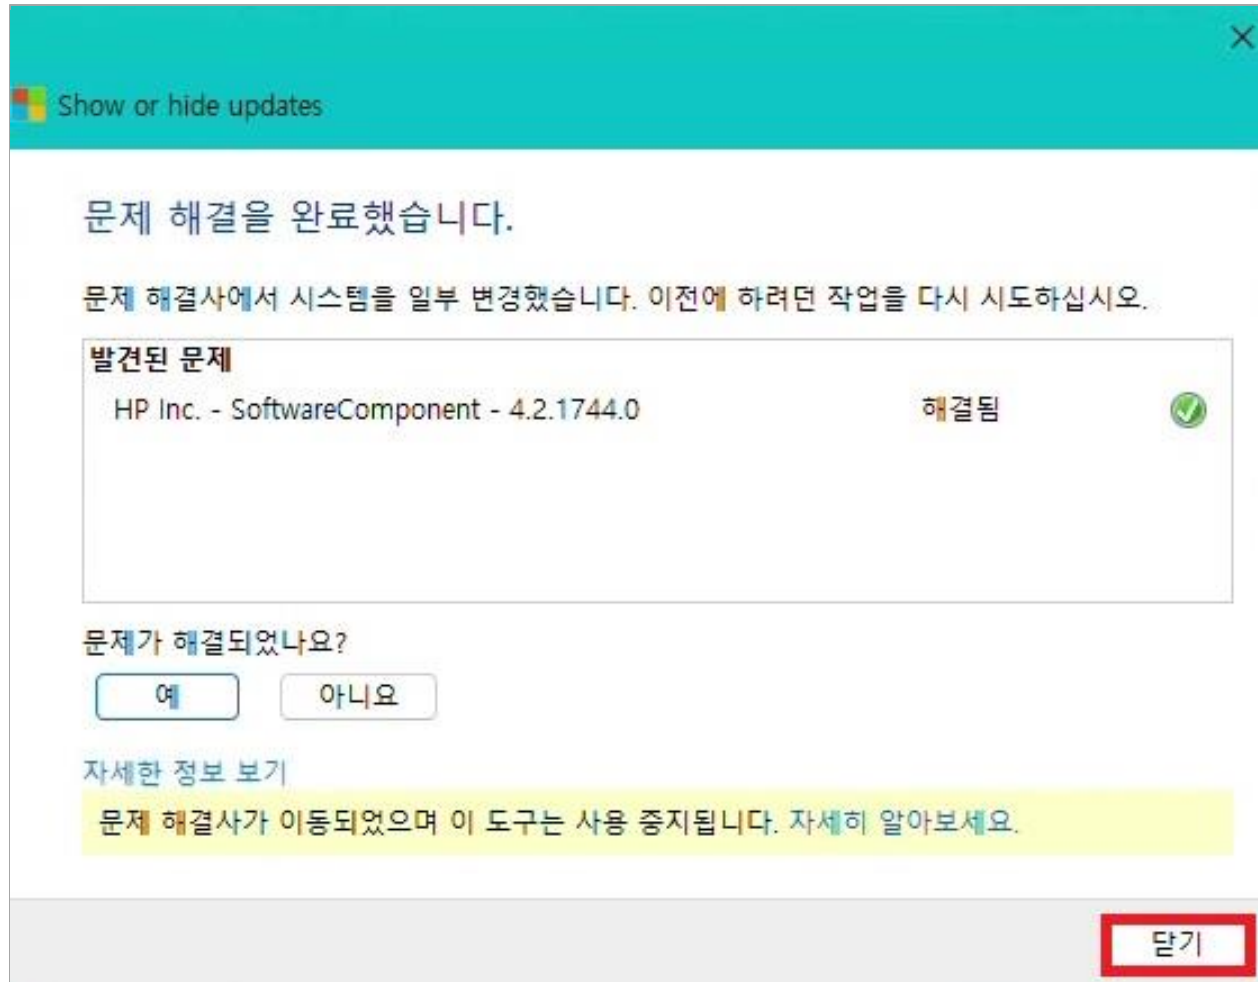 Show or hide updates
문제 해결을 완료했습니다.
문제 해결사에서 시스템을 일부 변경했습니다. 이전에 하려던 작업을 다시 시도하십시오.
발견된 문제
HP Inc. - SoftwareComponent - 4.2.1744.0 해결됨
문제가 해결되었나요?
예 아니요
자세한 정보 보기
문제 해결사가 이동되었으며 이 도구는 사용 중지됩니다. 자세히 알아보세요.
닫기